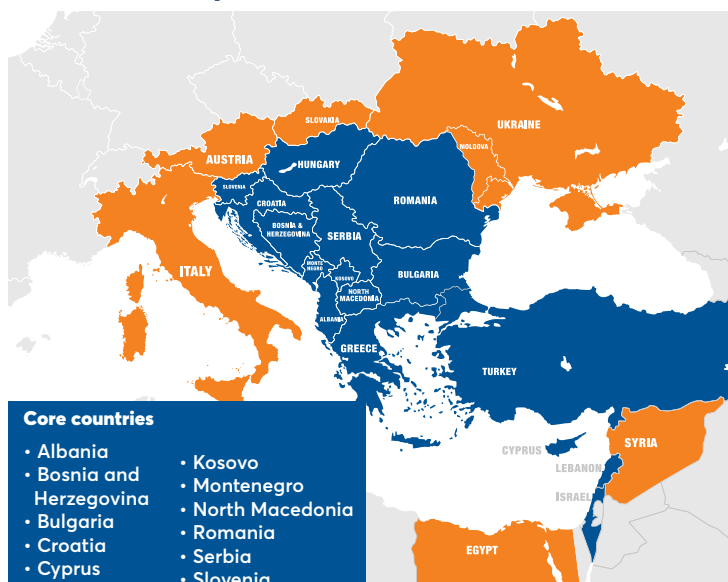 SLOVAKIA
UKRAINE
MOLDOVA
AUSTRIA
HUNGARY
SLOVENIA
CROATIA
ROMANIA
BOSNIA &
HERZEGOVINA
SERBIA
ITALY
MONTE
NEGRO
KOSOVO
BULGARIA
NORTH
MACEDONIA
ALBANIA
GREECE
TURKEY
CYPRUS
SYRIA
LEBANON
ISRAEL
EGYPT
Core countries
• Albania
• Bosnia and
Herzegovina
• Bulgaria
• Croatia
• Cyprus
• Kosovo
• Montenegro
• North Macedonia
• Romania
• Serbia
• Slovenia